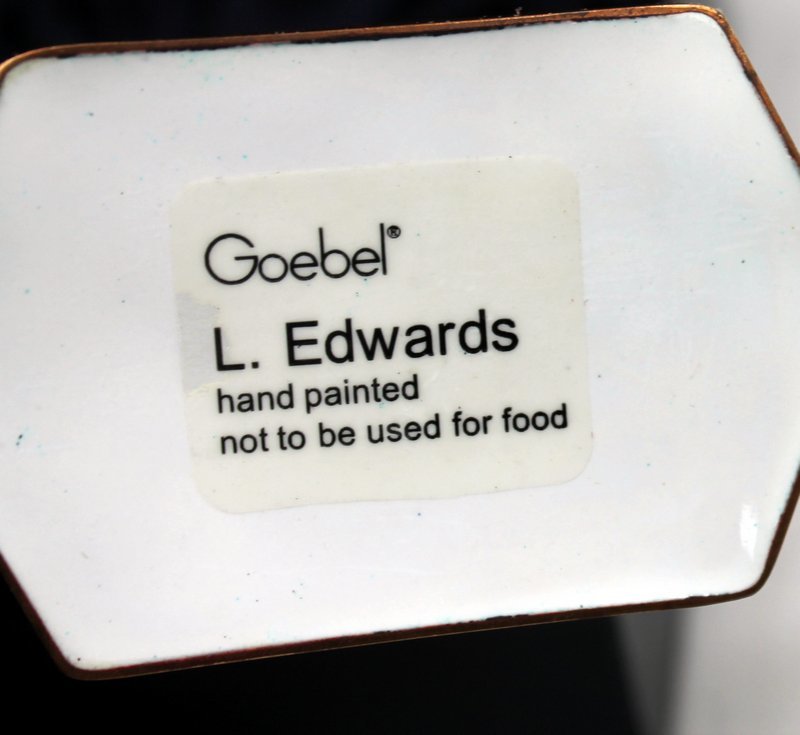 Goebel®
L. Edwards
hand painted
not to be used for food